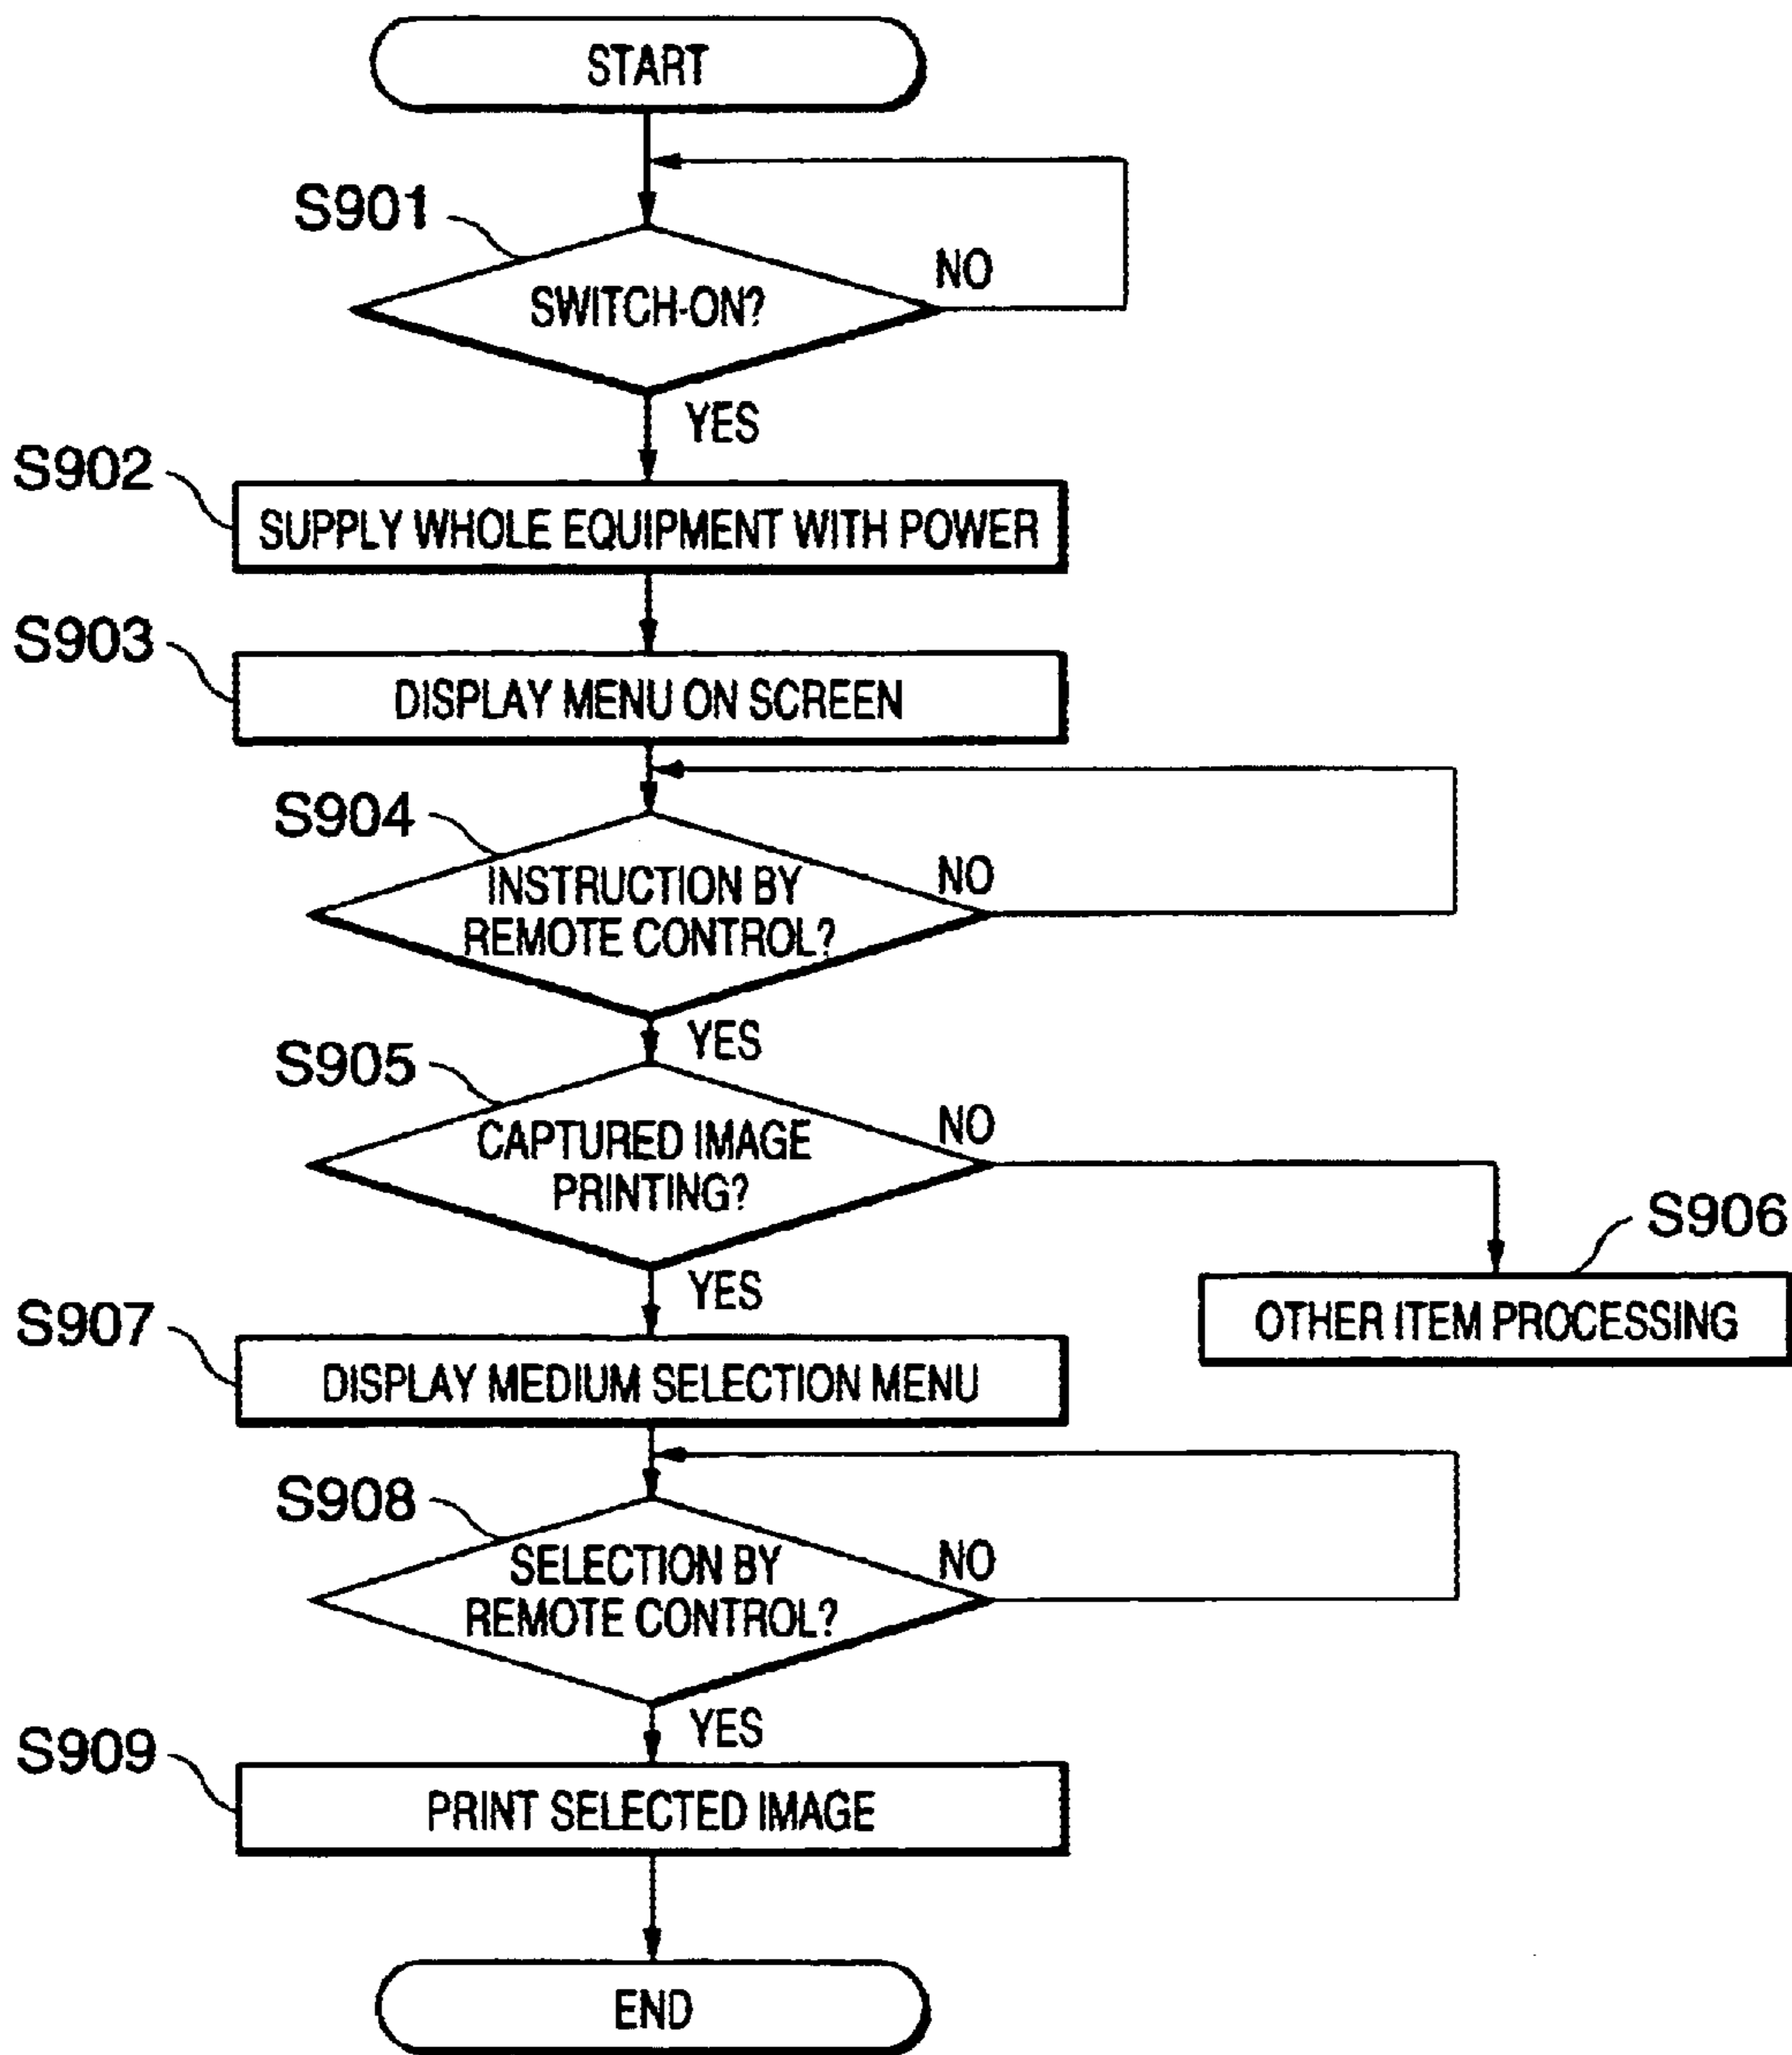 START
S901
NO
SWITCH-ON?
YES
S902
SUPPLY WHOLE EQUIPMENT WITH POWER
S903
DISPLAY MENU ON SCREEN
S904
INSTRUCTION BY
REMOTE CONTROL?
NO
YES
S905
CAPTURED IMAGE
PRINTING?
NO
S906
OTHER ITEM PROCESSING
YES
S907
DISPLAY MEDIUM SELECTION MENU
S908
SELECTION BY
REMOTE CONTROL?
NO
YES
S909
PRINT SELECTED IMAGE
END